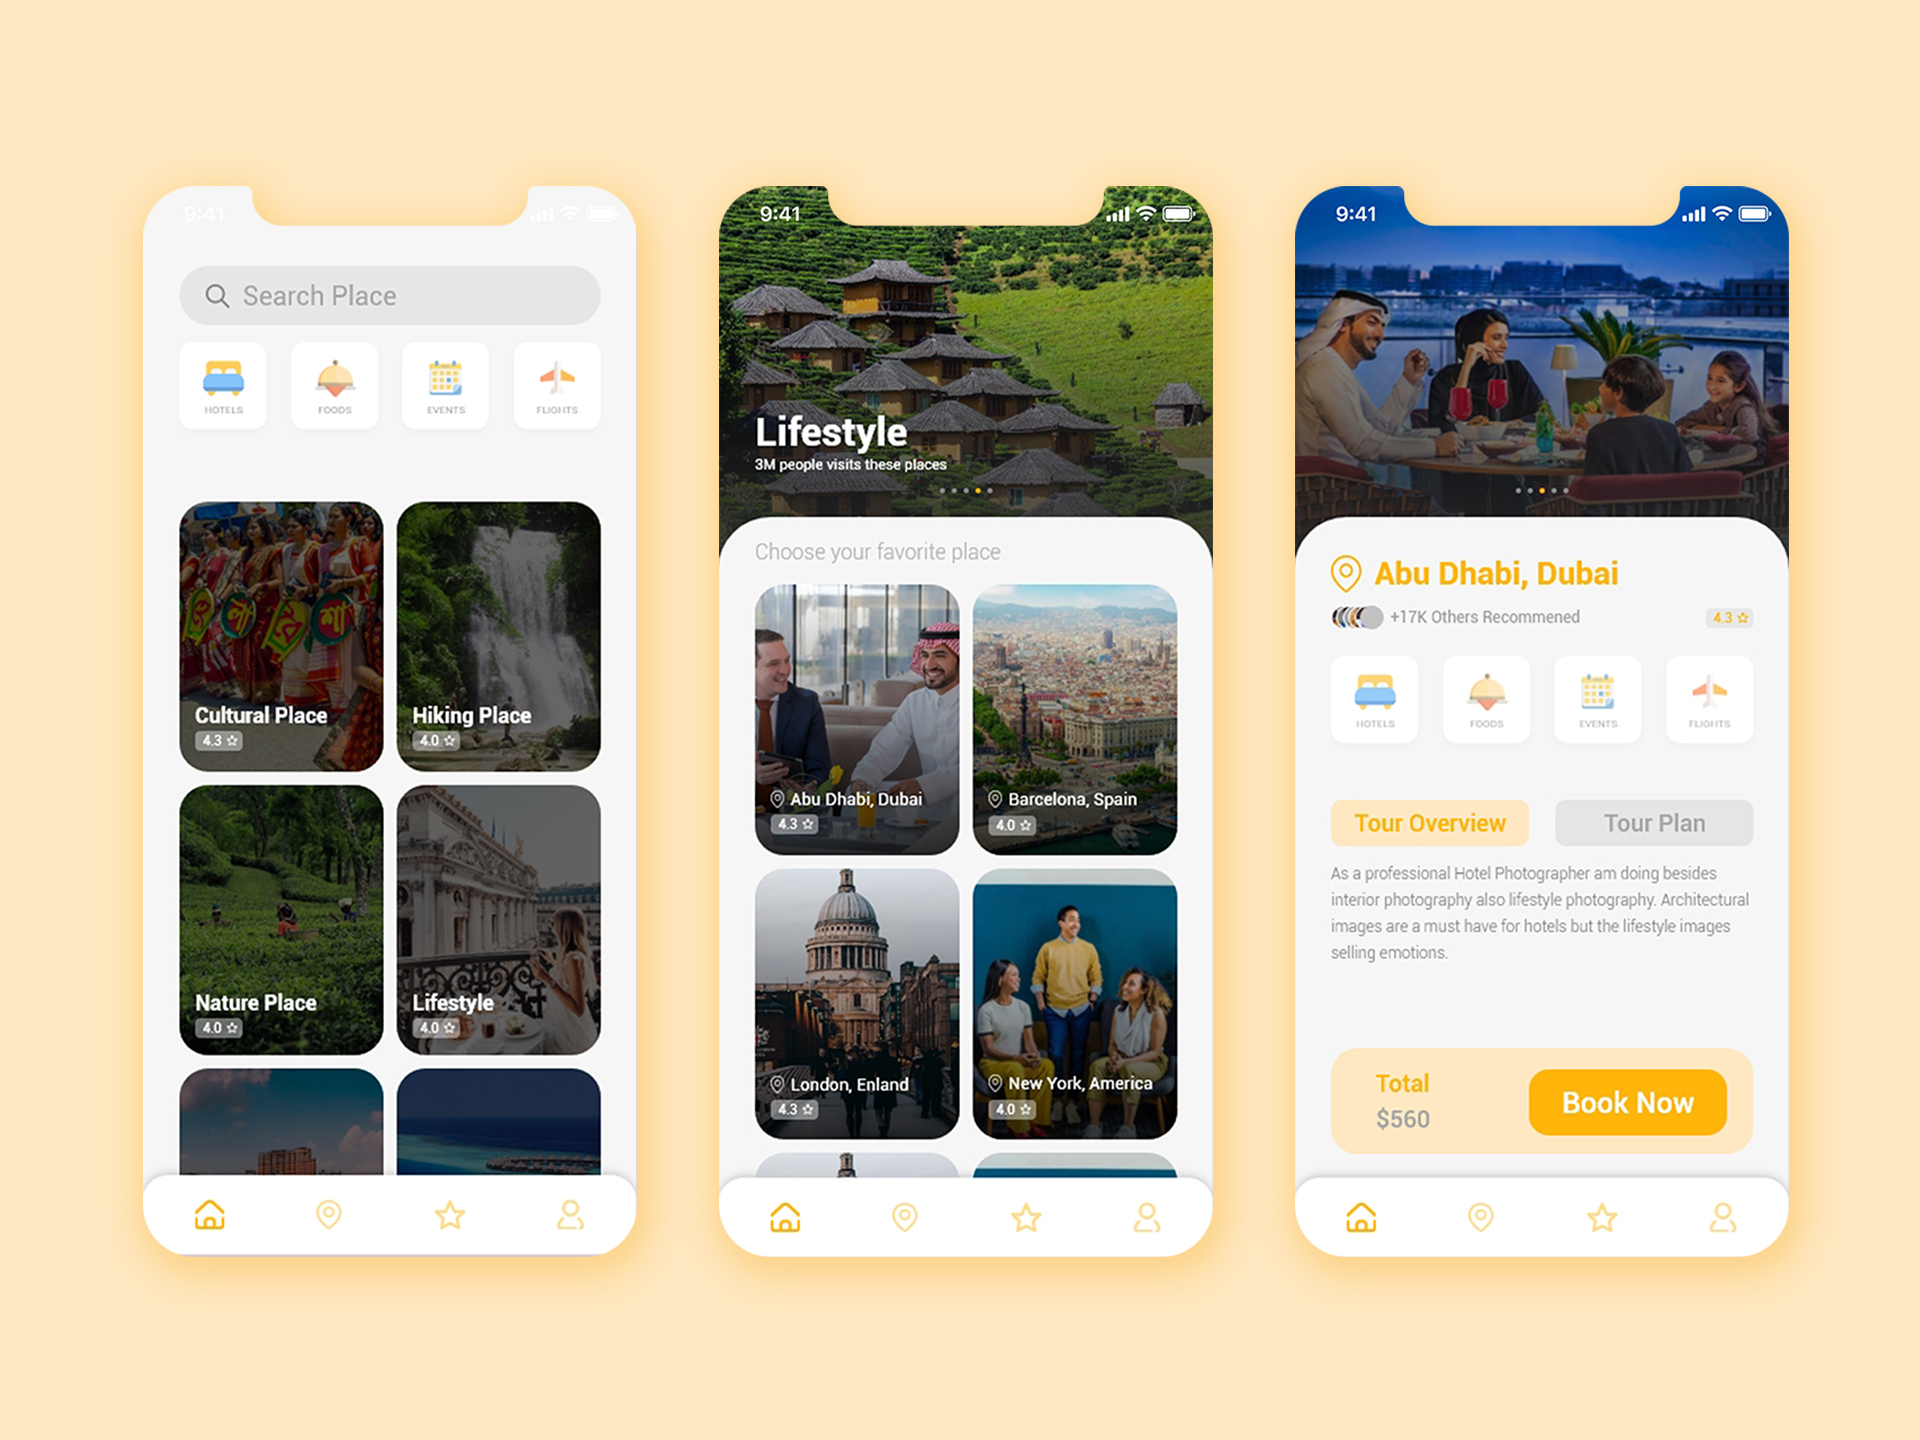 9:41
Search Place
HOTELS
FOODS
EVENTS
FLIGHTS
লা
বৈ
শা
Cultural Place
4.3
Hiking Place
4.0
Nature Place
4.0
Lifestyle
4.0
9:41
Lifestyle
3M people visits these places
Choose your favorite place
Abu Dhabi, Dubai
4.3
Barcelona, Spain
4.0
London, Enland
4.3
New York, America
4.0
9:41
Abu Dhabi, Dubai
+17K Others Recommened
4.3
HOTELS
FOODS
EVENTS
FLIGHTS
Tour Overview
Tour Plan
As a professional Hotel Photographer am doing besides
interior photography also lifestyle photography. Architectural
images are a must have for hotels but the lifestyle images
selling emotions.
Total
$560
Book Now